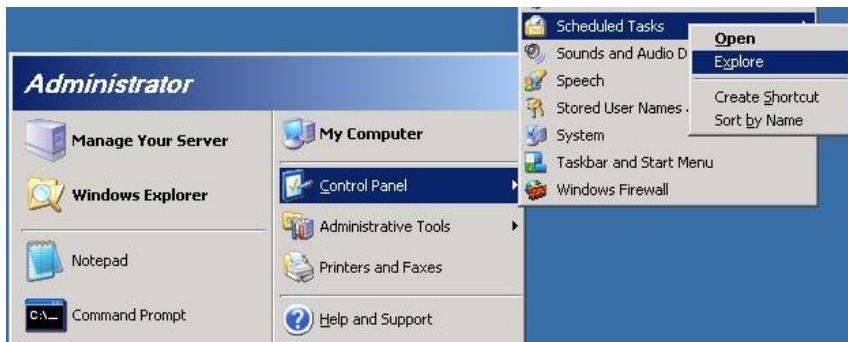 Administrator
Manage Your Server
Windows Explorer
Notepad
C:\_
Command Prompt
My Computer
Control Panel
Administrative Tools
Printers and Faxes
Help and Support
Scheduled Tasks
Sounds and Audio D
Speech
Stored User Names
System
Taskbar and Start Menu
Windows Firewall
Open
Explore
Create Shortcut
Sort by Name